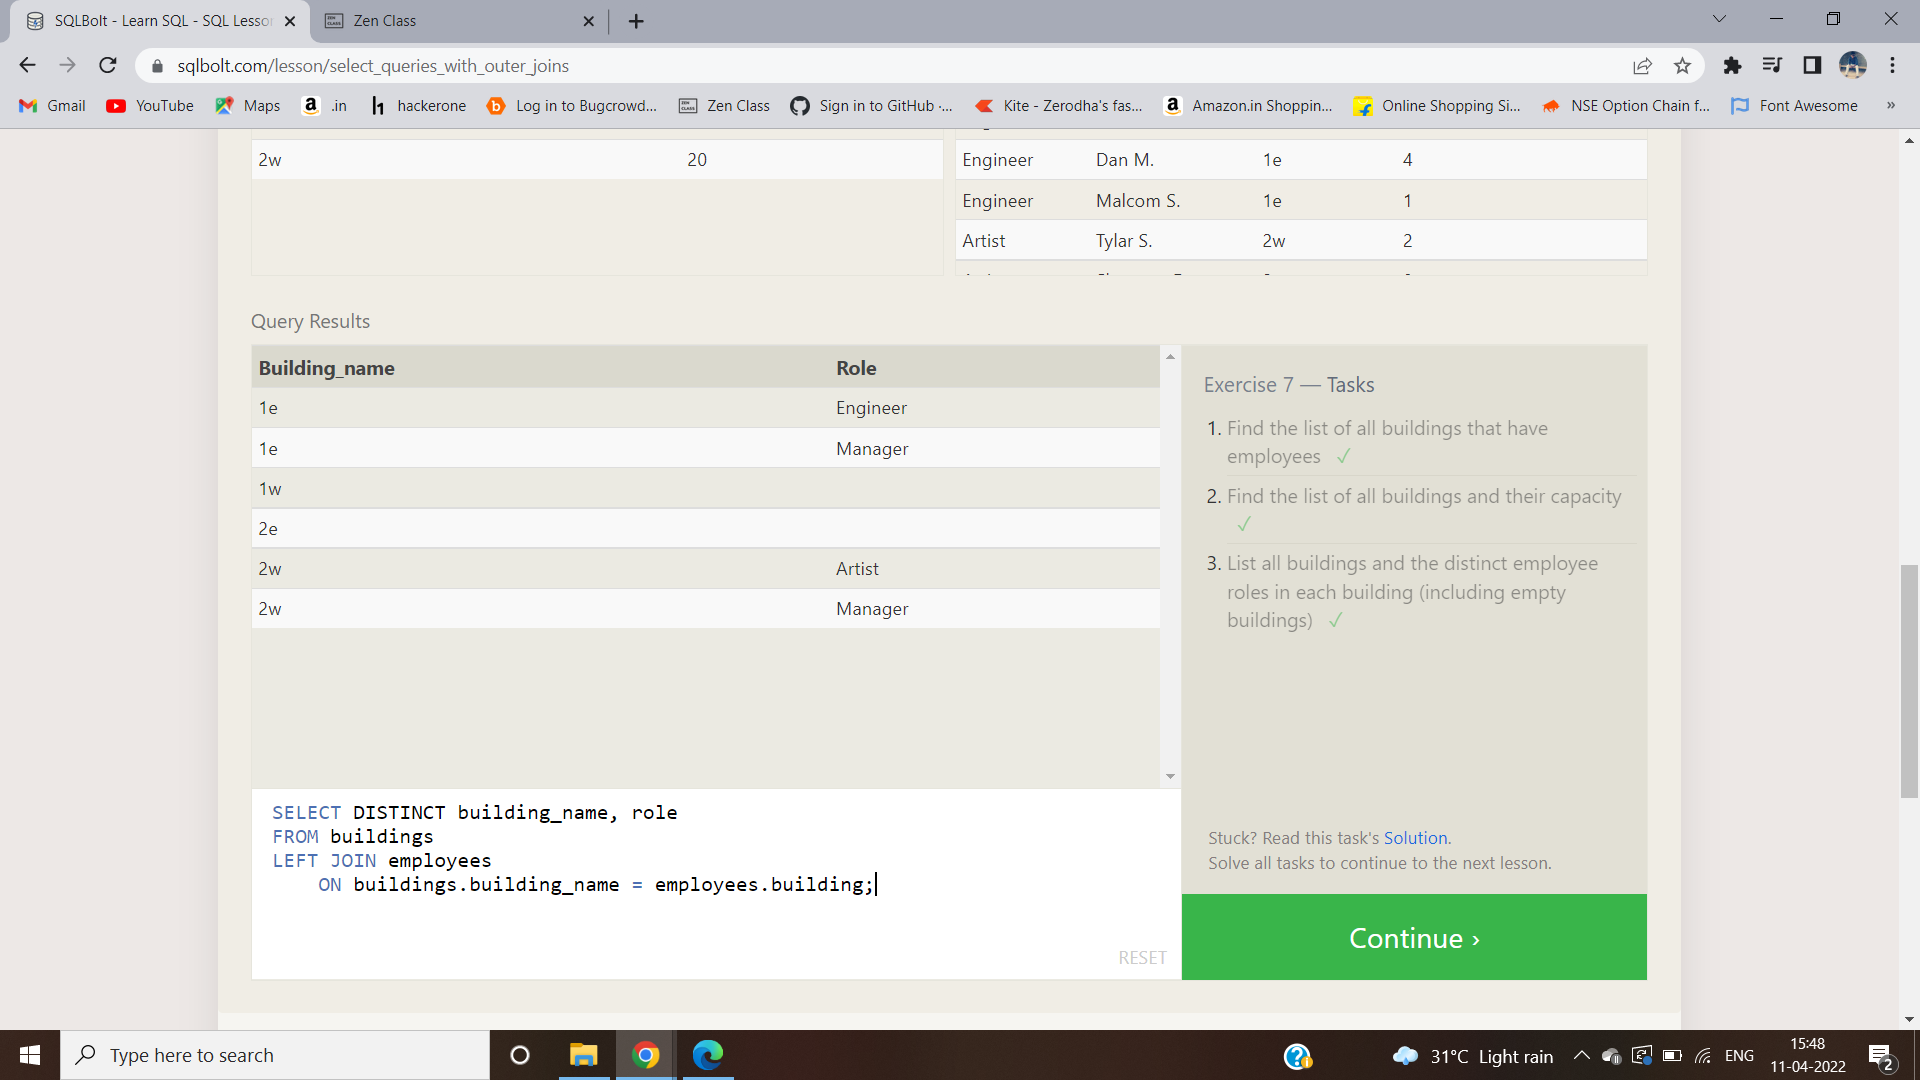 SQLBolt - Learn SQL - SQL Lesso
Zen Class
sqlbolt.com/lesson/select_queries_with_outer_joins
Gmail
YouTube
Maps
.in
hackerone
Log in to Bugcrowd...
Zen Class
Sign in to GitHub ·...
Kite - Zerodha's fas...
Amazon.in Shoppin...
Online Shopping Si...
NSE Option Chain f...
Font Awesome
»
2w 20
Engineer Dan M. 1e 4
Engineer Malcom S. 1e 1
Artist Tylar S. 2w 2
Query Results
Building_name Role
1e Engineer
1e Manager
1w
2e
2w Artist
2w Manager
Exercise 7 — Tasks
1. Find the list of all buildings that have
employees ✓
2. Find the list of all buildings and their capacity
✓
3. List all buildings and the distinct employee
roles in each building (including empty
buildings) ✓
SELECT DISTINCT building_name, role
FROM buildings
LEFT JOIN employees
ON buildings.building_name = employees.building;
RESET
Stuck? Read this task's Solution.
Solve all tasks to continue to the next lesson.
Continue ›
Type here to search
31°C Light rain
ENG
15:48
11-04-2022
2